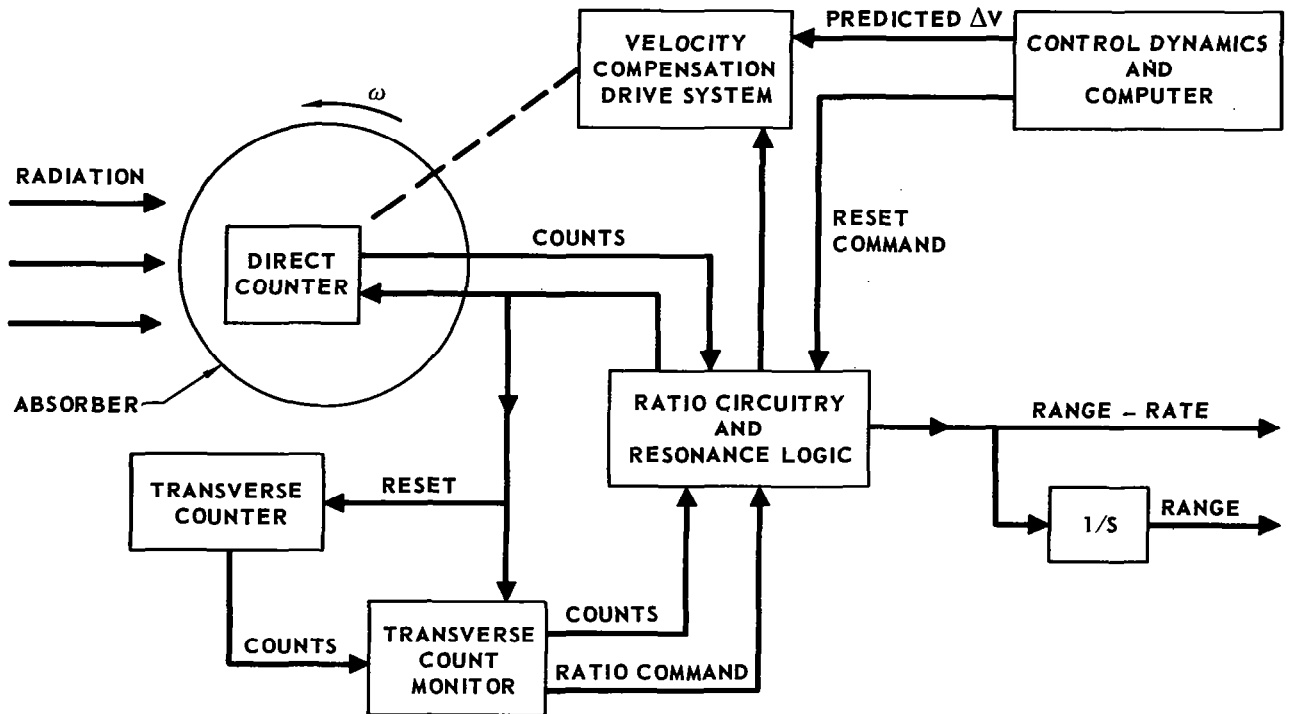 PREDICTED ΔV
VELOCITY
COMPENSATION
DRIVE SYSTEM
CONTROL DYNAMICS
AND
COMPUTER
ω
RADIATION
RESET
COMMAND
COUNTS
DIRECT
COUNTER
ABSORBER
RATIO CIRCUITRY
AND
RESONANCE LOGIC
RANGE - RATE
TRANSVERSE
COUNTER
RESET
1/S
RANGE
COUNTS
TRANSVERSE
COUNT
MONITOR
COUNTS
RATIO COMMAND